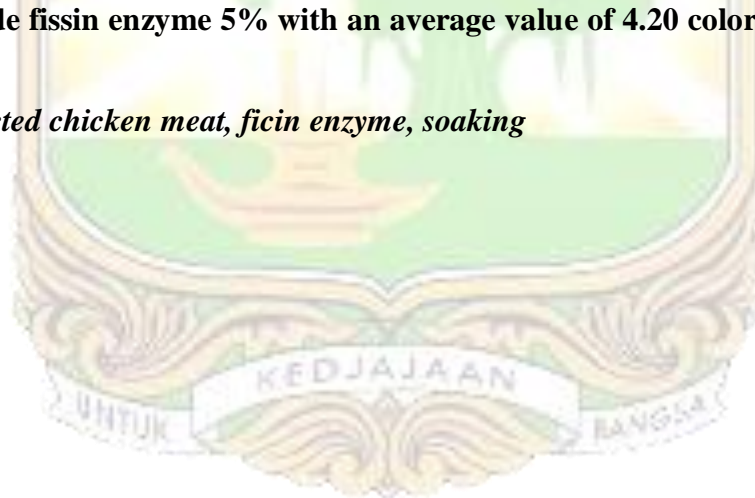 le fissin enzyme 5% with an average value of 4.20 color
ted chicken meat, ficin enzyme, soaking
KEDJAJAAN
UNTUK BANGSA